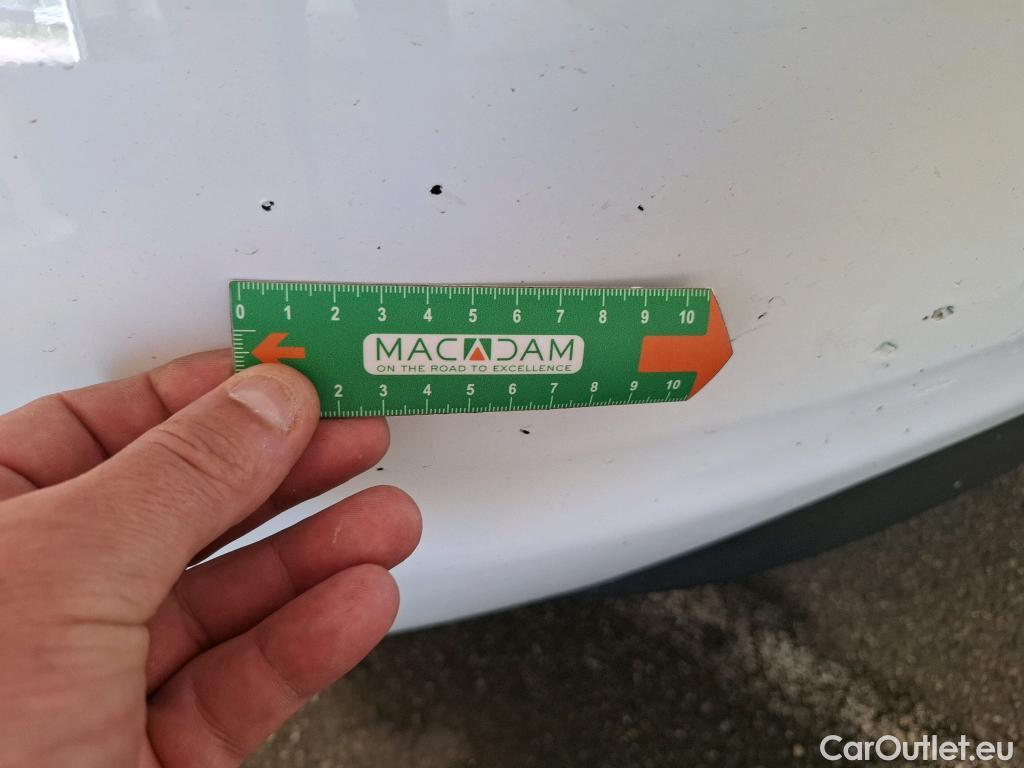 0 1 2 3 4 5 6 7 8 9 10
MACADAM
ON THE ROAD TO EXCELLENCE
2 3 4 5 6 7 8 9 10
CarOutlet.eu